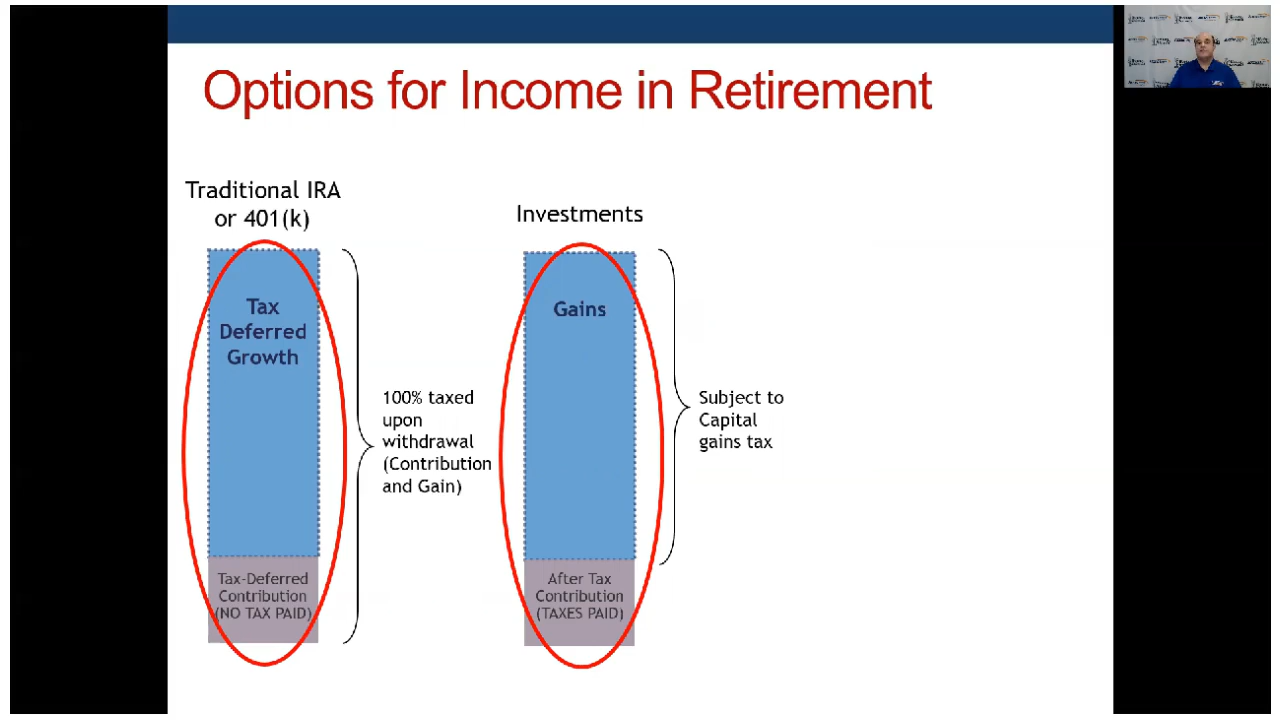 Options for Income in Retirement
Traditional IRA
or 401(k)
Tax
Deferred
Growth
Tax-Deferred
Contribution
(NO TAX PAID)
100% taxed
upon
withdrawal
(Contribution
and Gain)
Investments
Gains
After Tax
Contribution
(TAXES PAID)
Subject to
Capital
gains tax